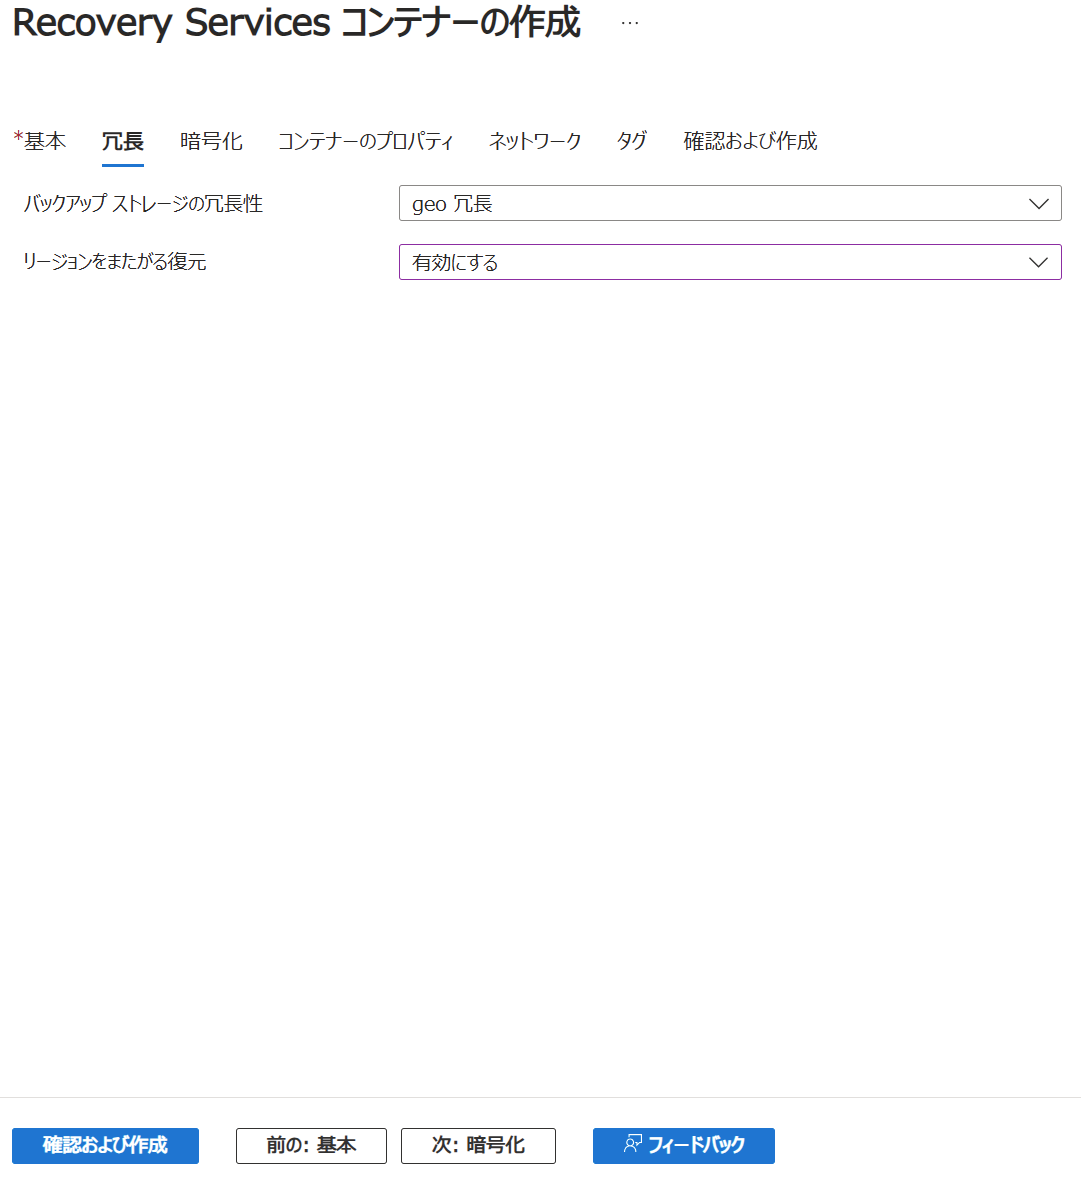 Recovery Services コンテナーの作成 …
*基本 冗長 暗号化 コンテナーのプロパティ ネットワーク タグ 確認および作成
バックアップ ストレージの冗長性 geo 冗長
リージョンをまたがる復元 有効にする
確認および作成 前の: 基本 次: 暗号化 フィードバック